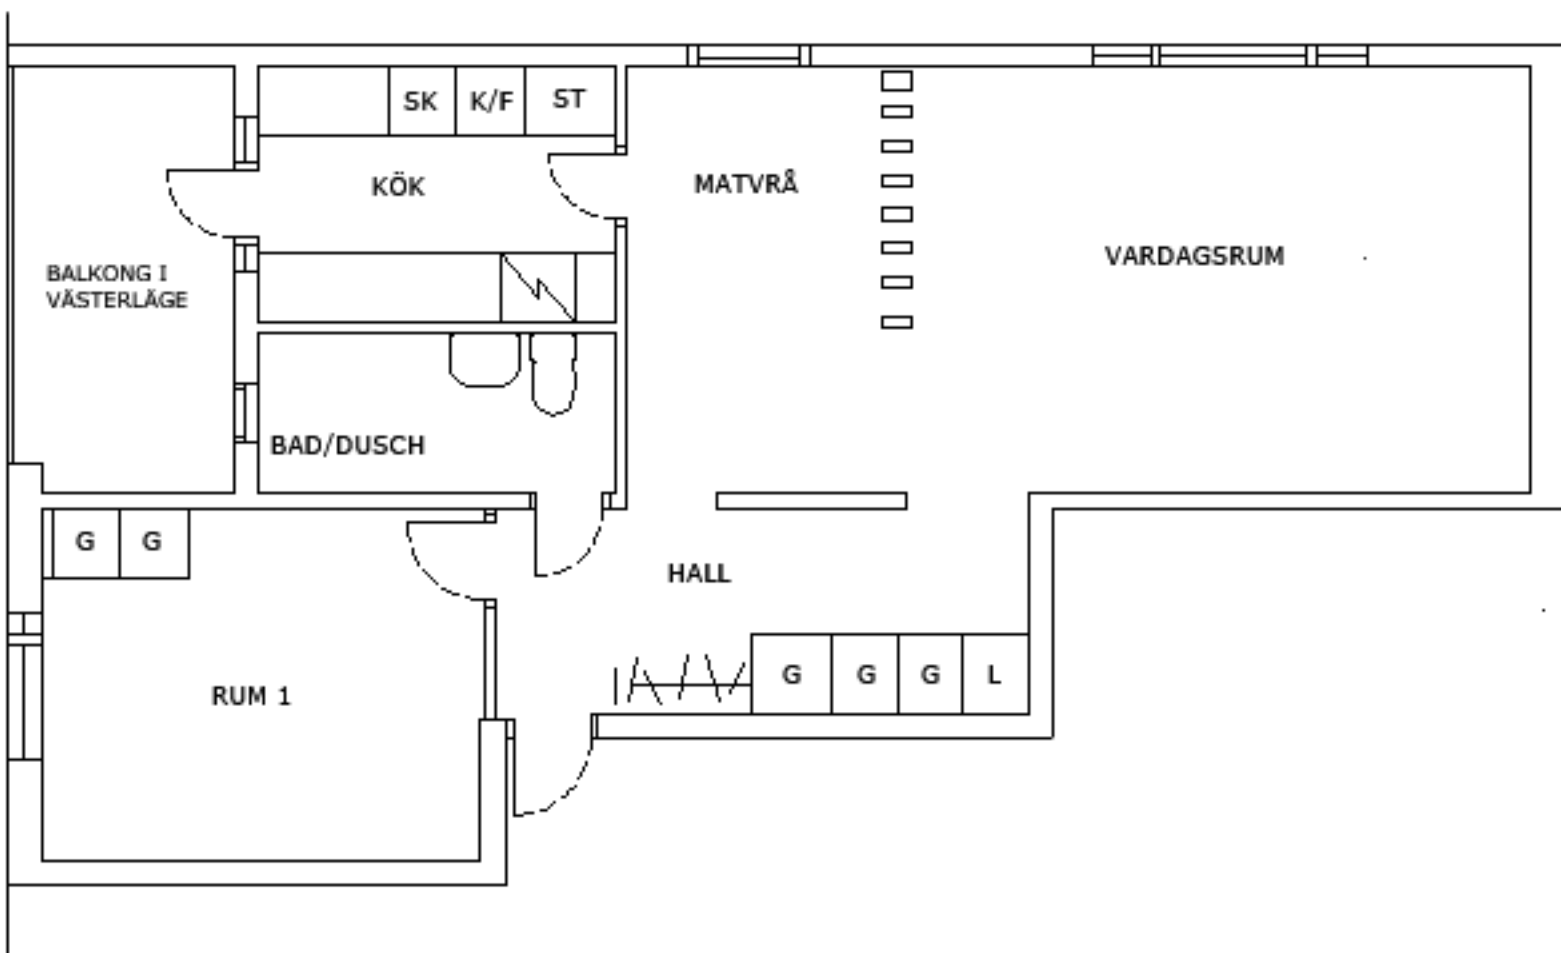 SK K/F ST
KÖK
MATVRÅ
VARDAGSRUM
BALKONG I
VÄSTERLÄGE
BAD/DUSCH
G G
HALL
G G G L
RUM 1